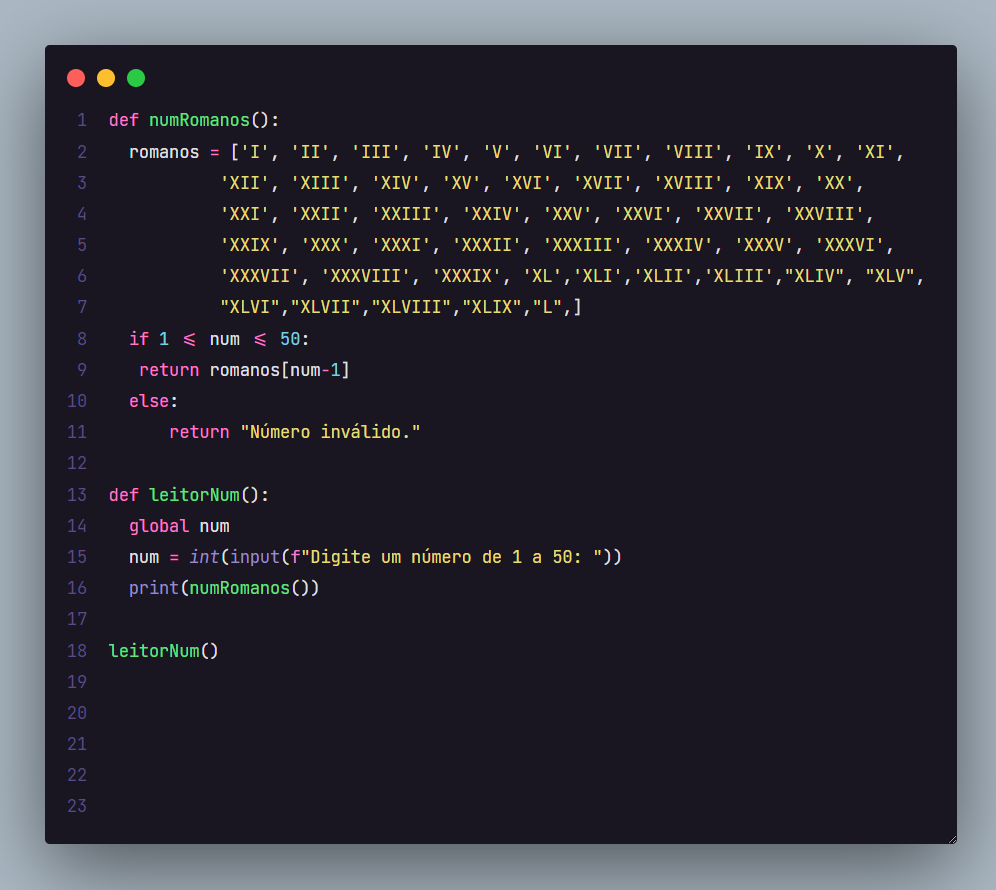 1 def numRomanos():
2 romanos = ['I', 'II', 'III', 'IV', 'V', 'VI', 'VII', 'VIII', 'IX', 'X', 'XI',
3 'XII', 'XIII', 'XIV', 'XV', 'XVI', 'XVII', 'XVIII', 'XIX', 'XX',
4 'XXI', 'XXII', 'XXIII', 'XXIV', 'XXV', 'XXVI', 'XXVII', 'XXVIII',
5 'XXIX', 'XXX', 'XXXI', 'XXXII', 'XXXIII', 'XXXIV', 'XXXV', 'XXXVI',
6 'XXXVII', 'XXXVIII', 'XXXIX', 'XL','XLI','XLII','XLIII',"XLIV", "XLV",
7 "XLVI","XLVII","XLVIII","XLIX","L",]
8 if 1 <= num <= 50:
9 return romanos[num-1]
10 else:
11 return "Número inválido."
12
13 def leitorNum():
14 global num
15 num = int(input(f"Digite um número de 1 a 50: "))
16 print(numRomanos())
17
18 leitorNum()
19
20
21
22
23